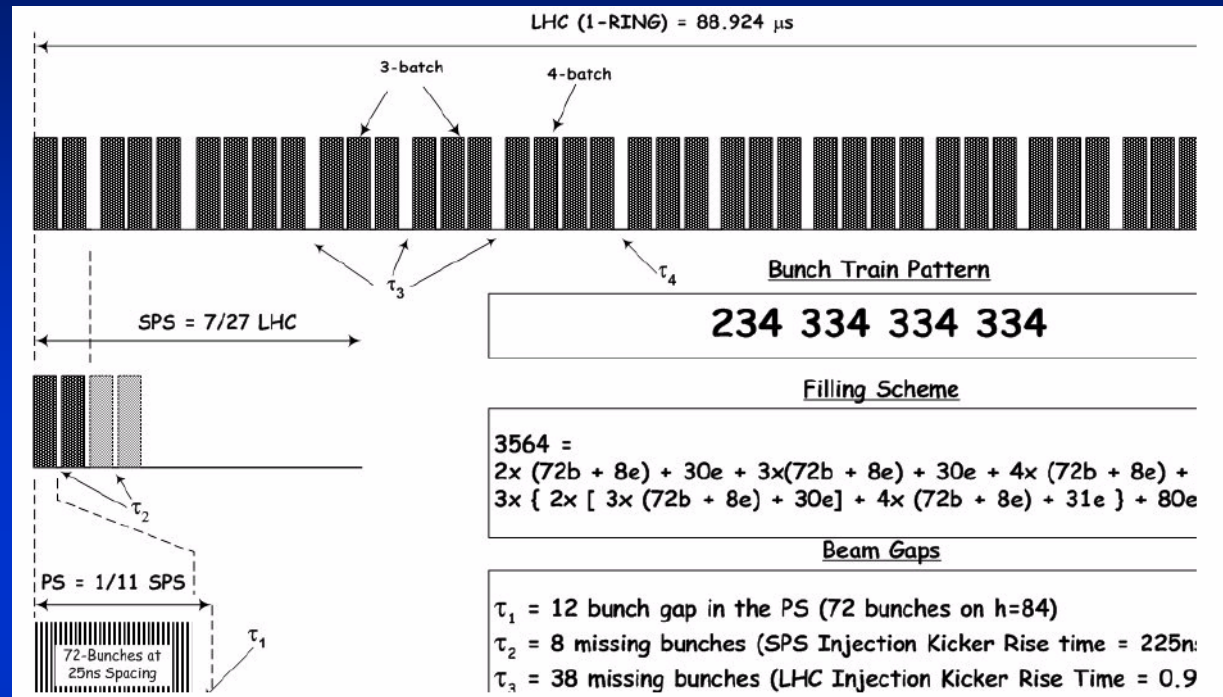 LHC (1-RING) = 88.924 µs
3-batch
4-batch
τ3
τ4
Bunch Train Pattern
234 334 334 334
SPS = 7/27 LHC
Filling Scheme
3564 =
2x (72b + 8e) + 30e + 3x(72b + 8e) + 30e + 4x (72b + 8e) +
3x { 2x [ 3x (72b + 8e) + 30e] + 4x (72b + 8e) + 31e } + 80e
τ2
Beam Gaps
PS = 1/11 SPS
τ1
72-Bunches at
25ns Spacing
τ1 = 12 bunch gap in the PS (72 bunches on h=84)
τ2 = 8 missing bunches (SPS Injection Kicker Rise time = 225ns
τ3 = 38 missing bunches (LHC Injection Kicker Rise Time = 0.9